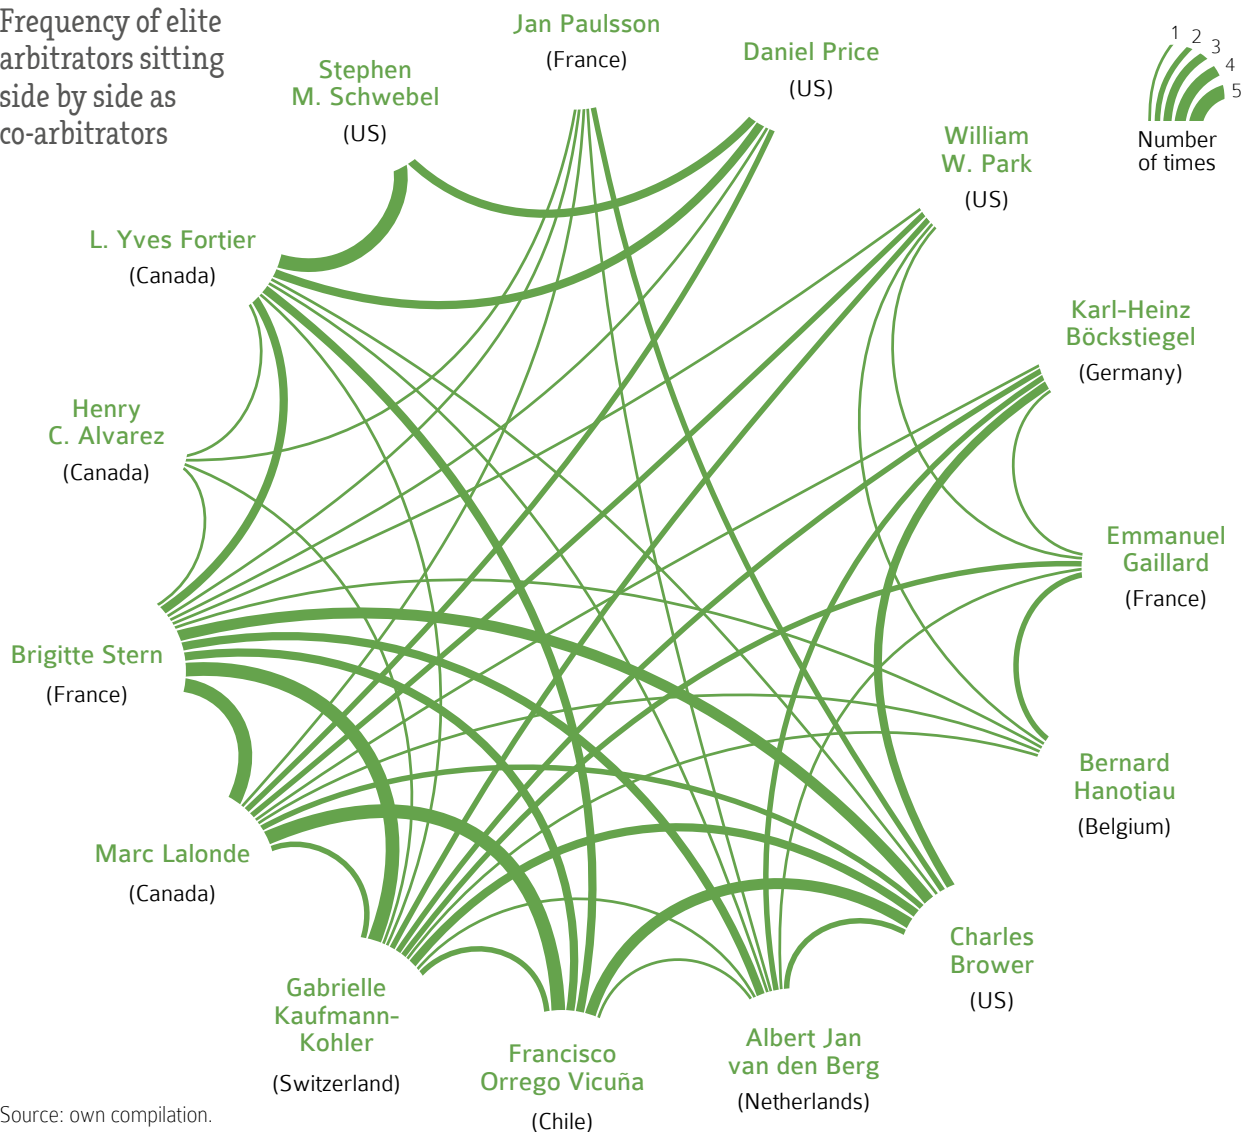 Frequency of elite
arbitrators sitting
side by side as
co-arbitrators
Jan Paulsson
(France)
Daniel Price
(US)
1 2 3 4 5
Number
of times
Stephen
M. Schwebel
(US)
William
W. Park
(US)
L. Yves Fortier
(Canada)
Karl-Heinz
Böckstiegel
(Germany)
Henry
C. Alvarez
(Canada)
Emmanuel
Gaillard
(France)
Brigitte Stern
(France)
Bernard
Hanotiau
(Belgium)
Marc Lalonde
(Canada)
Charles
Brower
(US)
Gabrielle
Kaufmann-
Kohler
(Switzerland)
Francisco
Orrego Vicuña
(Chile)
Albert Jan
van den Berg
(Netherlands)
Source: own compilation.